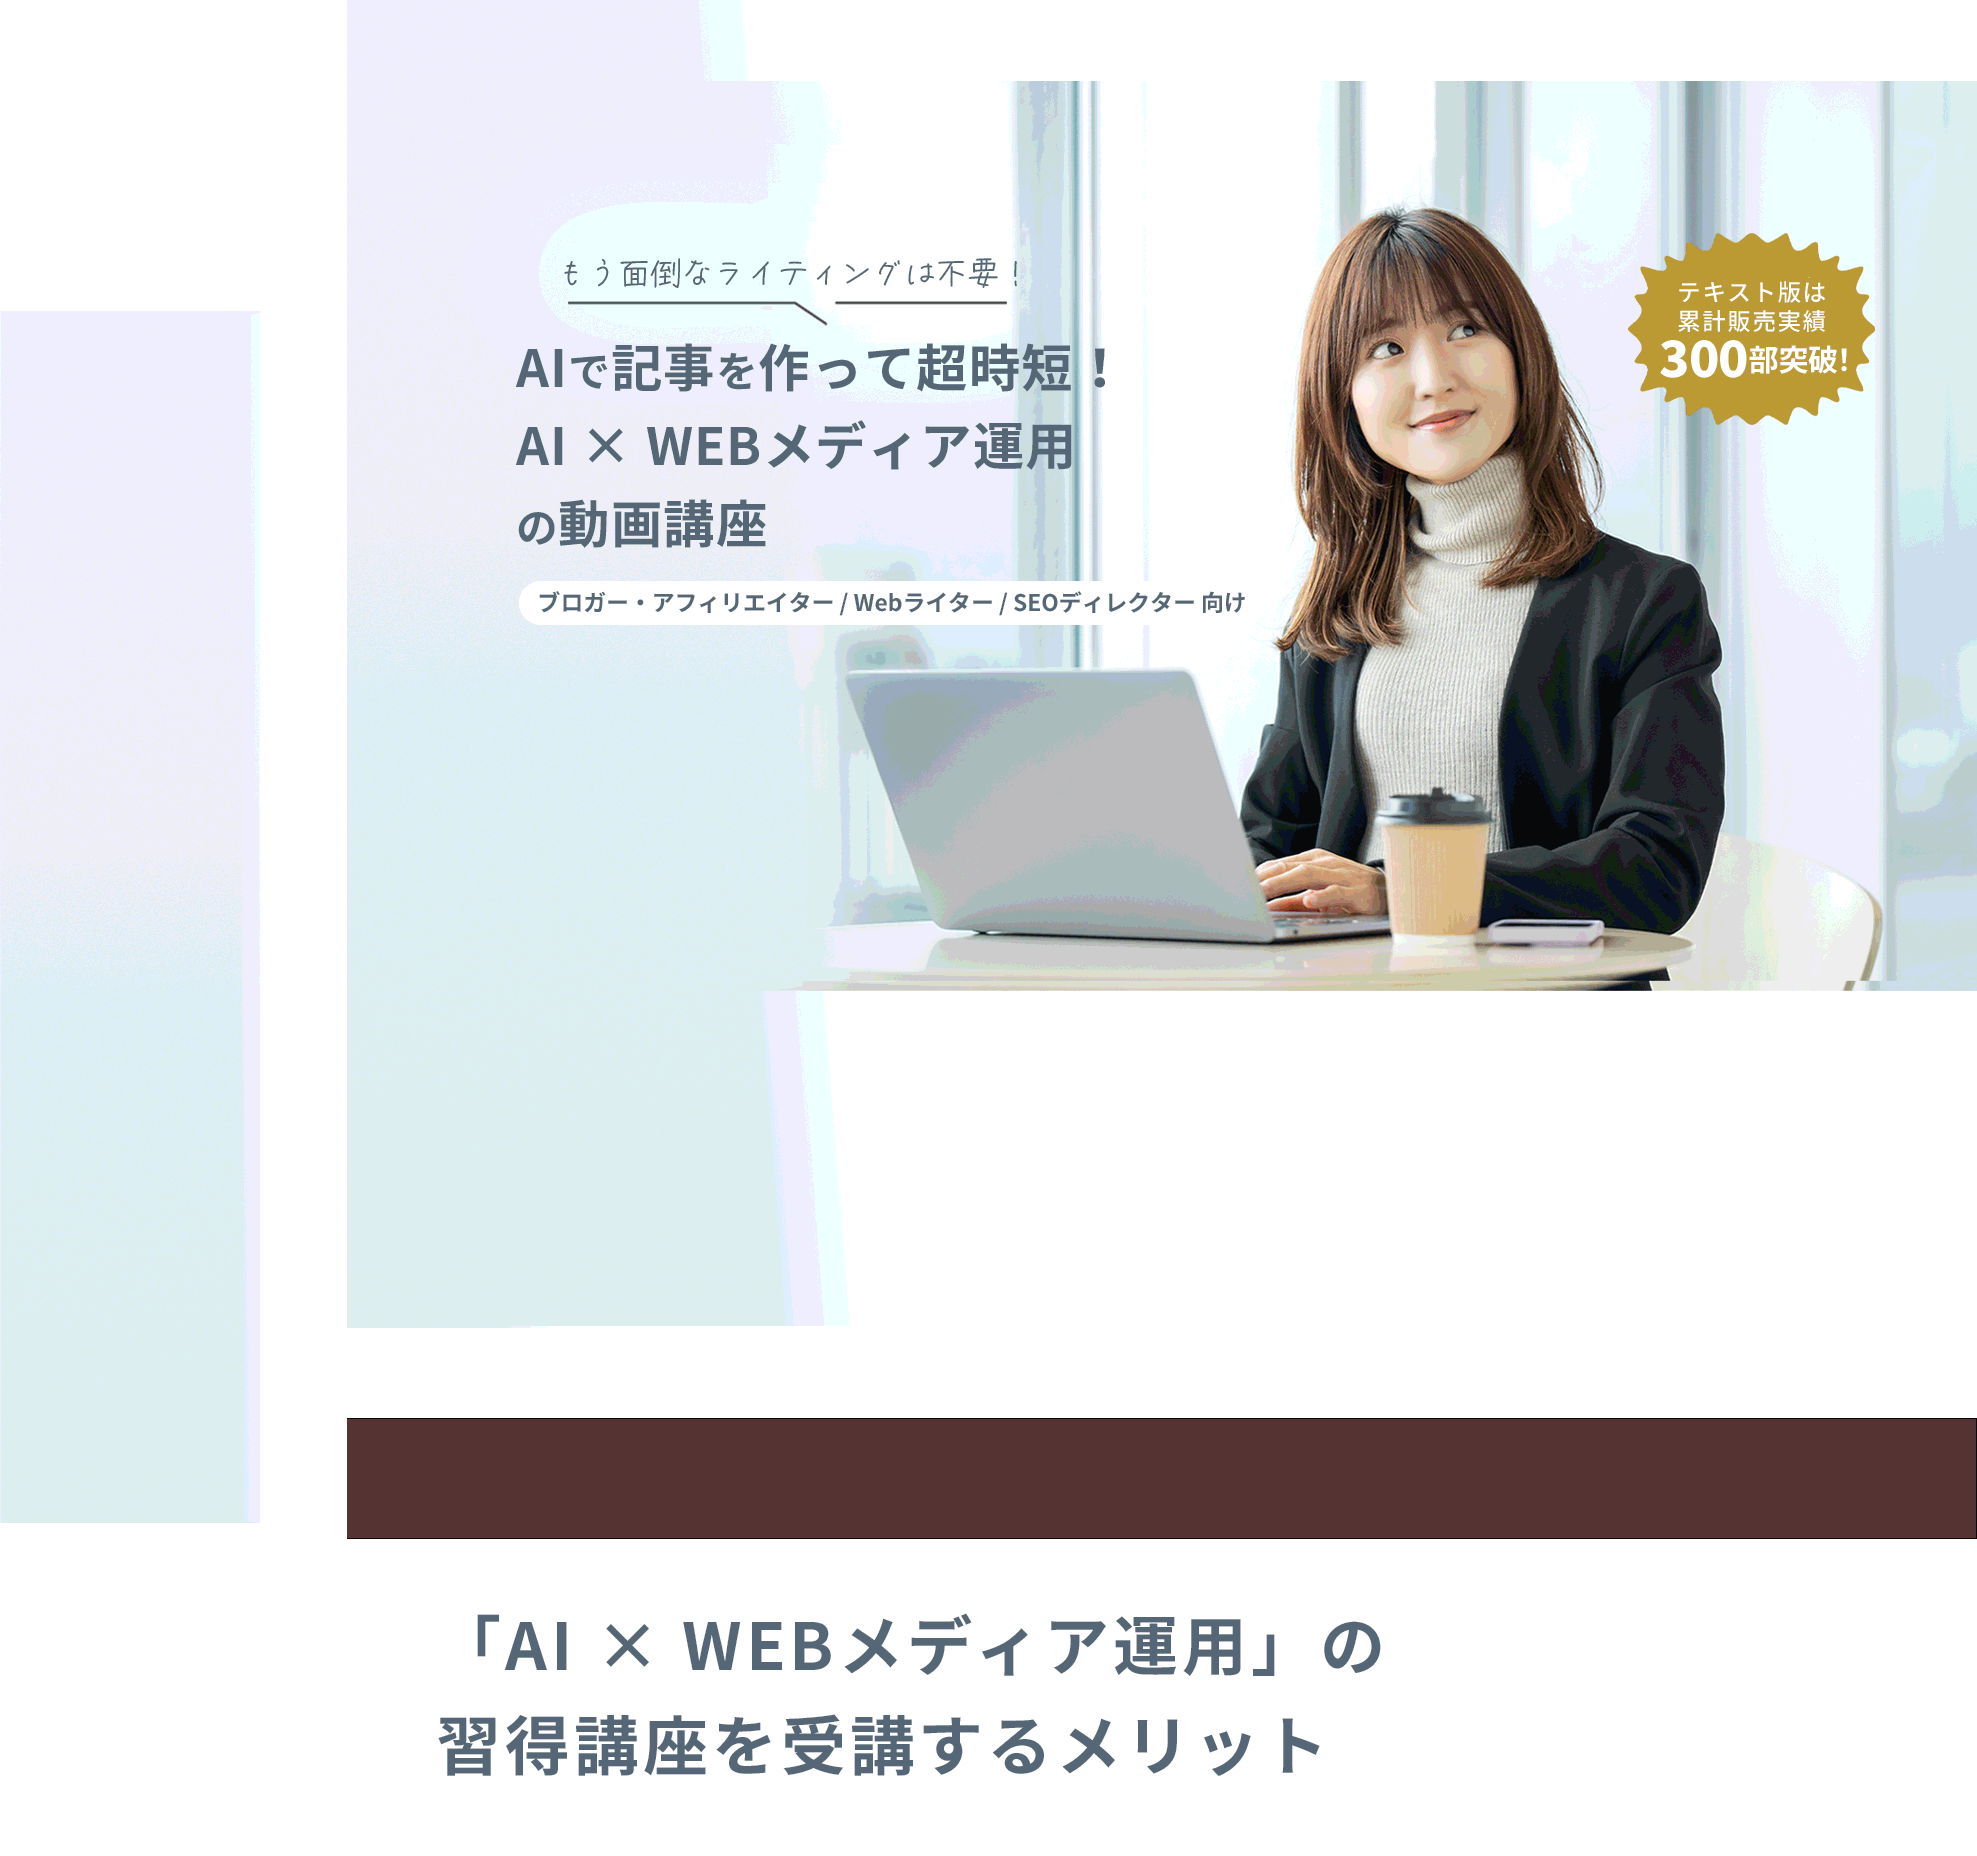 もう面倒なライティングは不要!
AIで記事を作って超時短!
AI × WEBメディア運用
の動画講座
ブロガー・アフィリエイター / Webライター / SEOディレクター 向け
テキスト版は
累計販売実績
300部突破!
「AI × WEBメディア運用」の
習得講座を受講するメリット